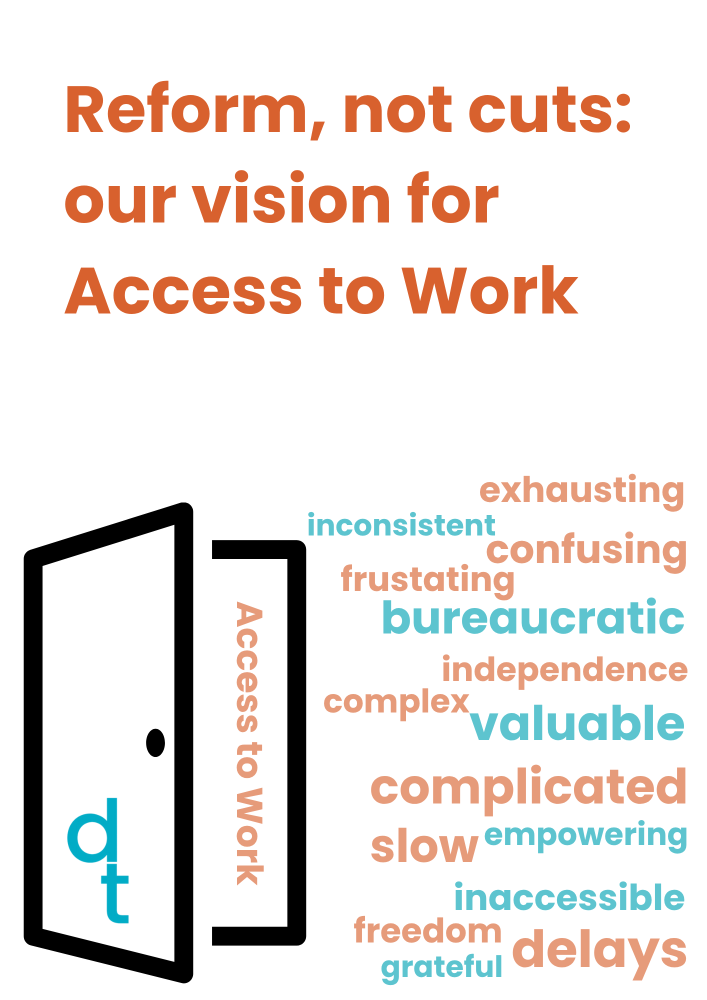 Reform, not cuts:
our vision for
Access to Work
exhausting
inconsistent
confusing
frustating
bureaucratic
independence
complex
valuable
complicated
slow
empowering
inaccessible
freedom
delays
grateful
Access to Work
d
t